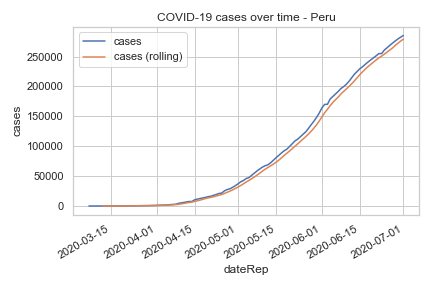 COVID-19 cases over time - Peru
cases
cases (rolling)
cases
250000
200000
150000
100000
50000
0
2020-03-15
2020-04-01
2020-04-15
2020-05-01
2020-05-15
2020-06-01
2020-06-15
2020-07-01
dateRep